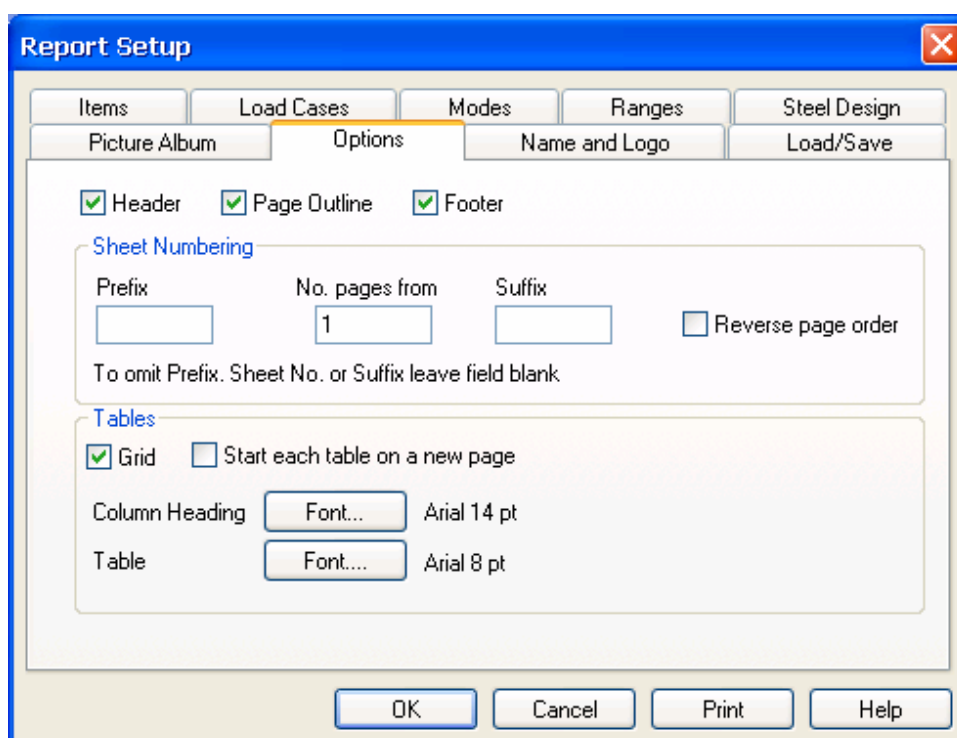 Report Setup
Items Load Cases Modes Ranges Steel Design
Picture Album Options Name and Logo Load/Save
Header Page Outline Footer
Sheet Numbering
Prefix No. pages from Suffix
1 Reverse page order
To omit Prefix. Sheet No. or Suffix leave field blank
Tables
Grid Start each table on a new page
Column Heading Font... Arial 14 pt
Table Font.... Arial 8 pt
OK Cancel Print Help